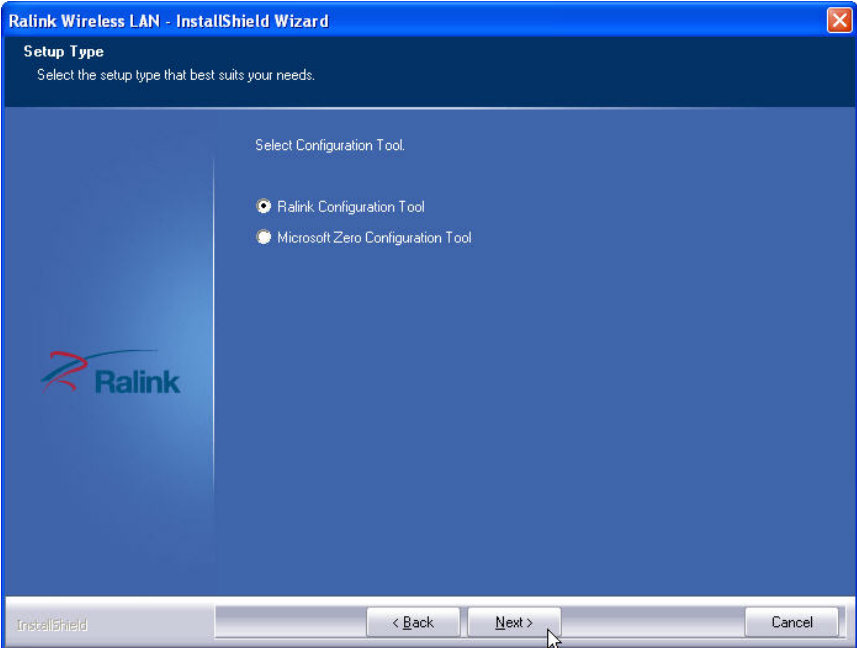 Ralink Wireless LAN - InstallShield Wizard
Setup Type
Select the setup type that best suits your needs.
Select Configuration Tool.
Ralink Configuration Tool
Microsoft Zero Configuration Tool
Ralink
InstallShield
< Back
Next >
Cancel